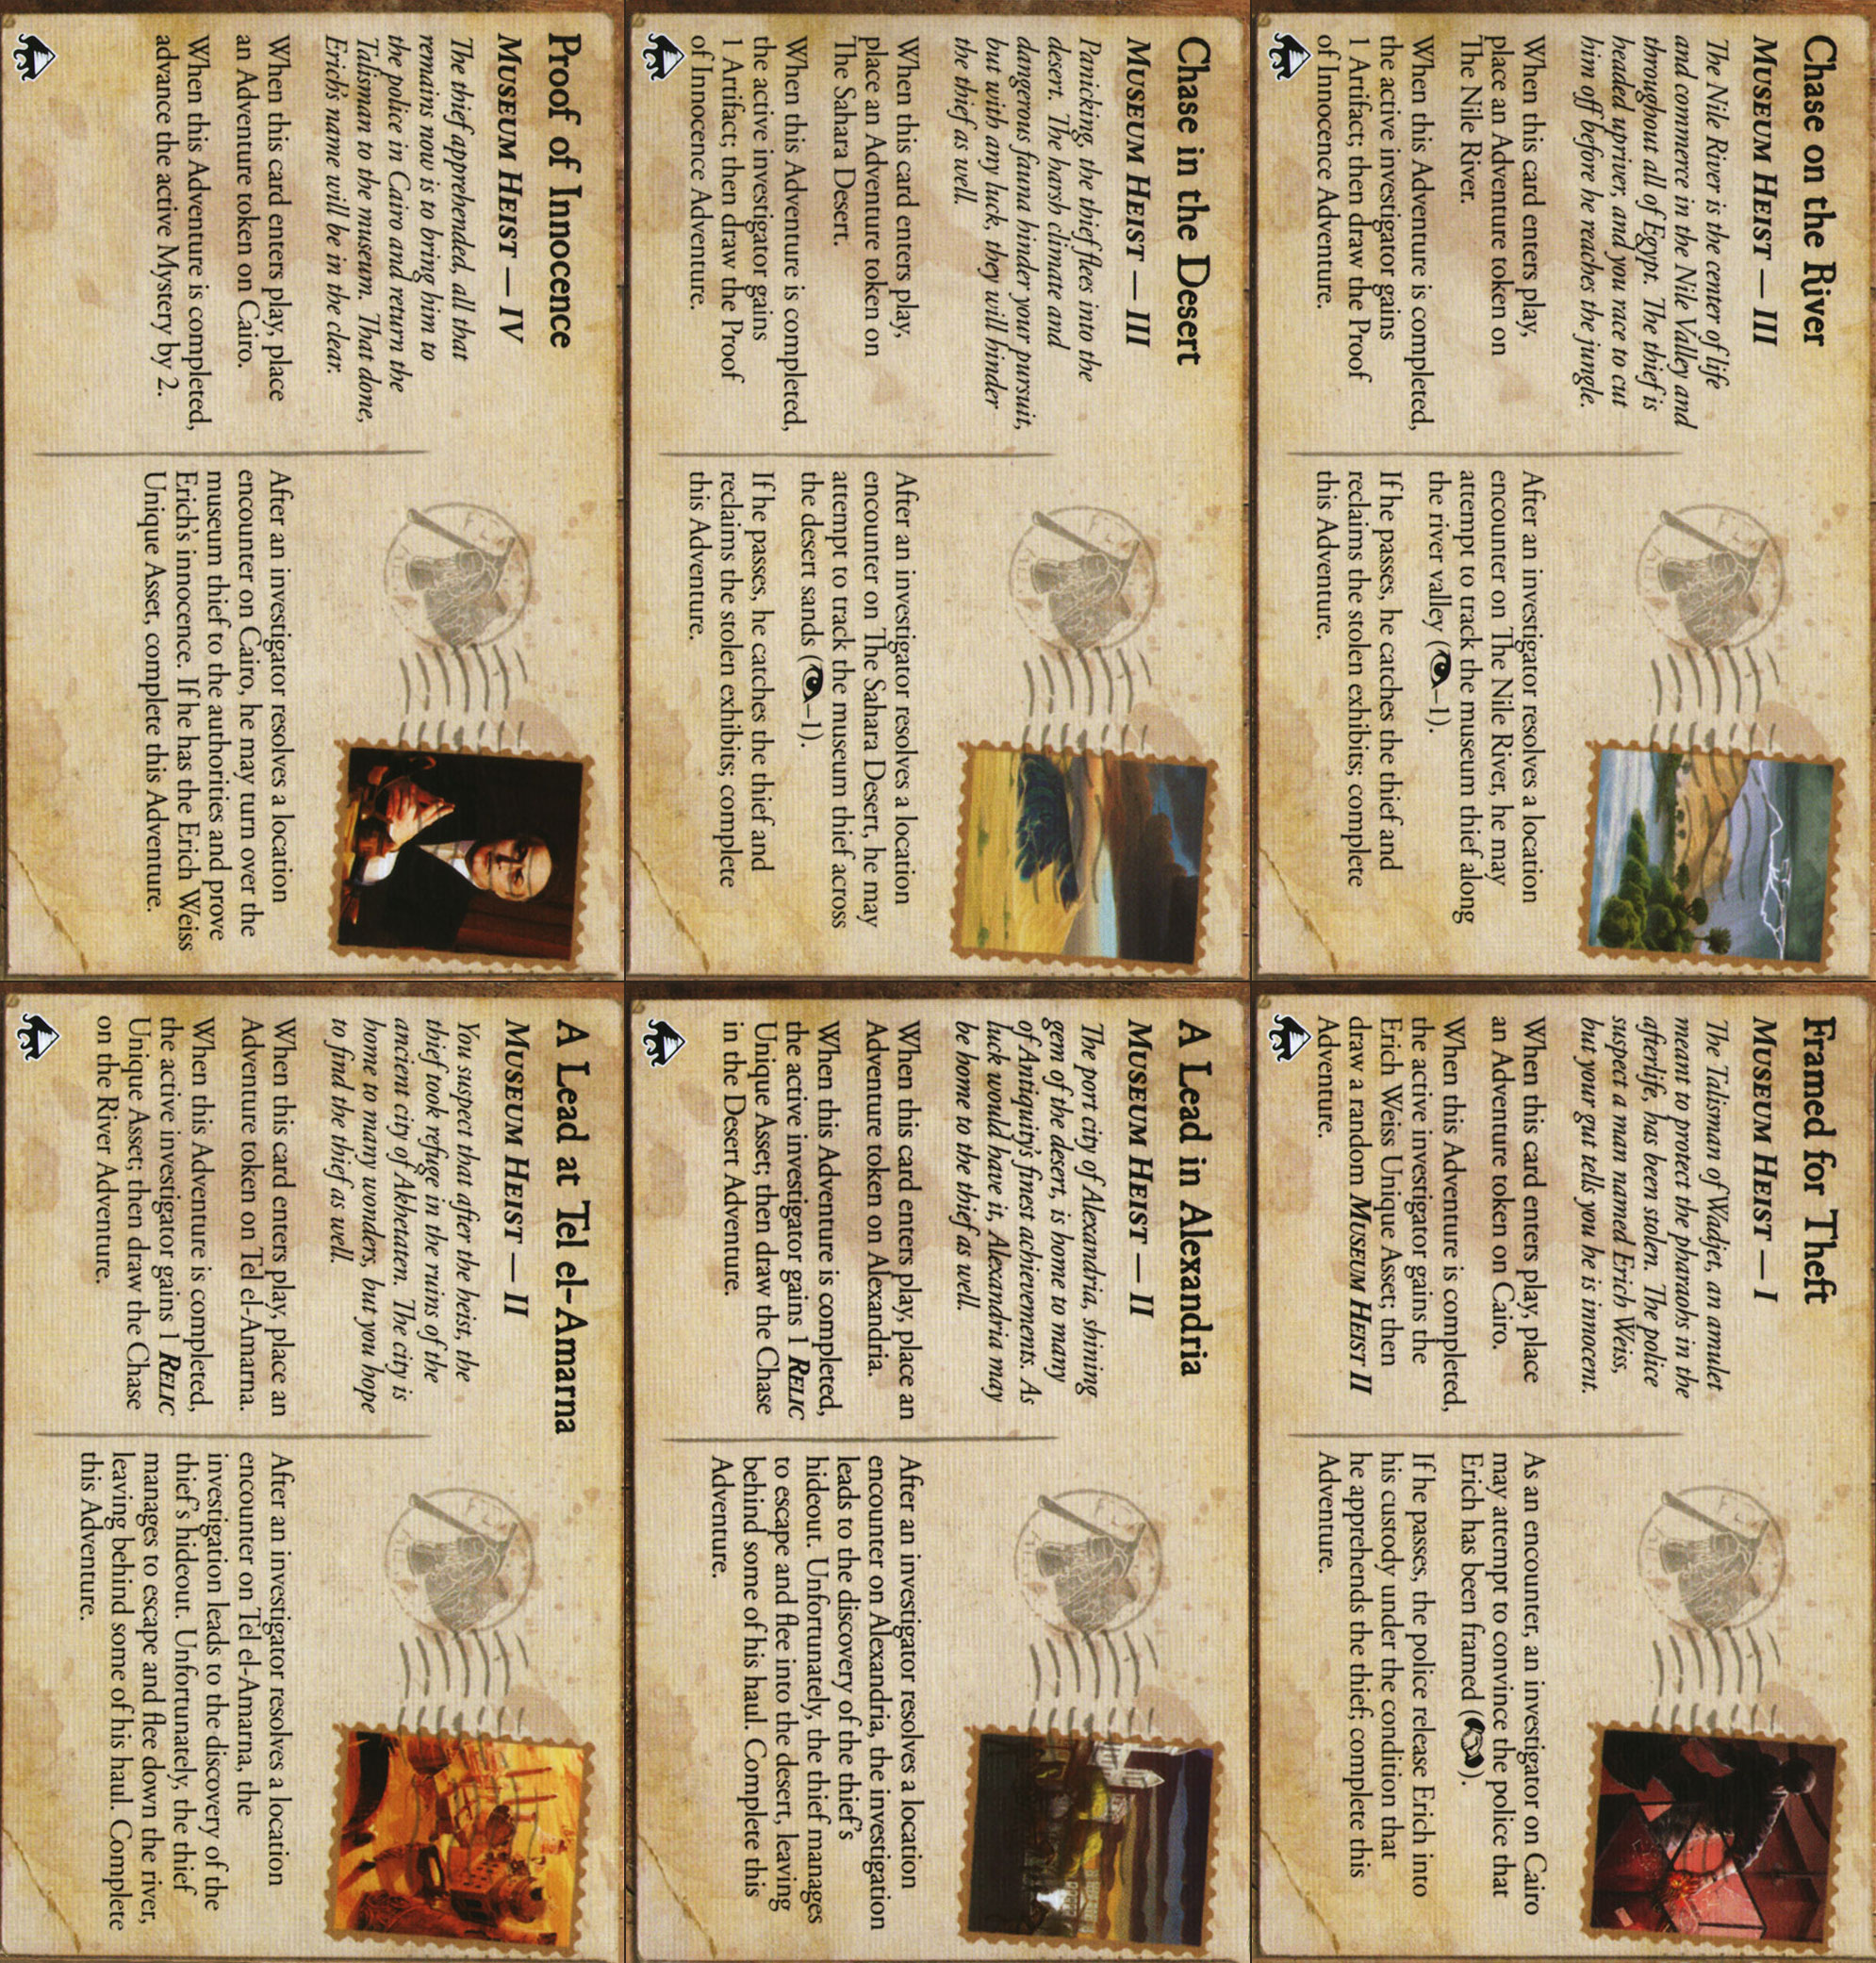 Chase on the River
MUSEUM HEIST — III
The Nile River is the center of life
and commerce in the Nile Valley and
throughout all of Egypt. The thief is
headed upriver, and you race to cut
him off before he reaches the jungle.
When this card enters play,
place an Adventure token on
The Nile River.
When this Adventure is completed,
the active investigator gains
1 Artifact; then draw the Proof
of Innocence Adventure.
After an investigator resolves a location
encounter on The Nile River, he may
attempt to track the museum thief along
the river valley (–1).
If he passes, he catches the thief and
reclaims the stolen exhibits; complete
this Adventure.
Framed for Theft
MUSEUM HEIST — I
The Talisman of Wadjet, an amulet
meant to protect the pharaohs in the
afterlife, has been stolen. The police
suspect a man named Erich Weiss,
but your gut tells you he is innocent.
When this card enters play, place
an Adventure token on Cairo.
When this Adventure is completed,
the active investigator gains the
Erich Weiss Unique Asset; then
draw a random MUSEUM HEIST II
Adventure.
As an encounter, an investigator on Cairo
may attempt to convince the police that
Erich has been framed ().
If he passes, the police release Erich into
his custody under the condition that
he apprehends the thief; complete this
Adventure.
Chase in the Desert
MUSEUM HEIST — III
Panicking, the thief flees into the
desert. The harsh climate and
dangerous fauna hinder your pursuit,
but with any luck, they will hinder
the thief as well.
When this card enters play,
place an Adventure token on
The Sahara Desert.
When this Adventure is completed,
the active investigator gains
1 Artifact; then draw the Proof
of Innocence Adventure.
After an investigator resolves a location
encounter on The Sahara Desert, he may
attempt to track the museum thief across
the desert sands (–1).
If he passes, he catches the thief and
reclaims the stolen exhibits; complete
this Adventure.
A Lead in Alexandria
MUSEUM HEIST — II
The port city of Alexandria, shining
gem of the desert, is home to many
of Antiquity's finest achievements. As
luck would have it, Alexandria may
be home to the thief as well.
When this card enters play, place an
Adventure token on Alexandria.
When this Adventure is completed,
the active investigator gains 1 RELIC
Unique Asset; then draw the Chase
in the Desert Adventure.
After an investigator resolves a location
encounter on Alexandria, the investigation
leads to the discovery of the thief's
hideout. Unfortunately, the thief manages
to escape and flee into the desert, leaving
behind some of his haul. Complete this
Adventure.
Proof of Innocence
MUSEUM HEIST — IV
The thief apprehended, all that
remains now is to bring him to
the police in Cairo and return the
Talisman to the museum. That done,
Erich's name will be in the clear.
When this card enters play, place
an Adventure token on Cairo.
When this Adventure is completed,
advance the active Mystery by 2.
After an investigator resolves a location
encounter on Cairo, he may turn over the
museum thief to the authorities and prove
Erich's innocence. If he has the Erich Weiss
Unique Asset, complete this Adventure.
A Lead at Tel el-Amarna
MUSEUM HEIST — II
You suspect that after the heist, the
thief took refuge in the ruins of the
ancient city of Akhetaten. The city is
home to many wonders, but you hope
to find the thief as well.
When this card enters play, place an
Adventure token on Tel el-Amarna.
When this Adventure is completed,
the active investigator gains 1 RELIC
Unique Asset; then draw the Chase
on the River Adventure.
After an investigator resolves a location
encounter on Tel el-Amarna, the
investigation leads to the discovery of the
thief's hideout. Unfortunately, the thief
manages to escape and flee down the river,
leaving behind some of his haul. Complete
this Adventure.